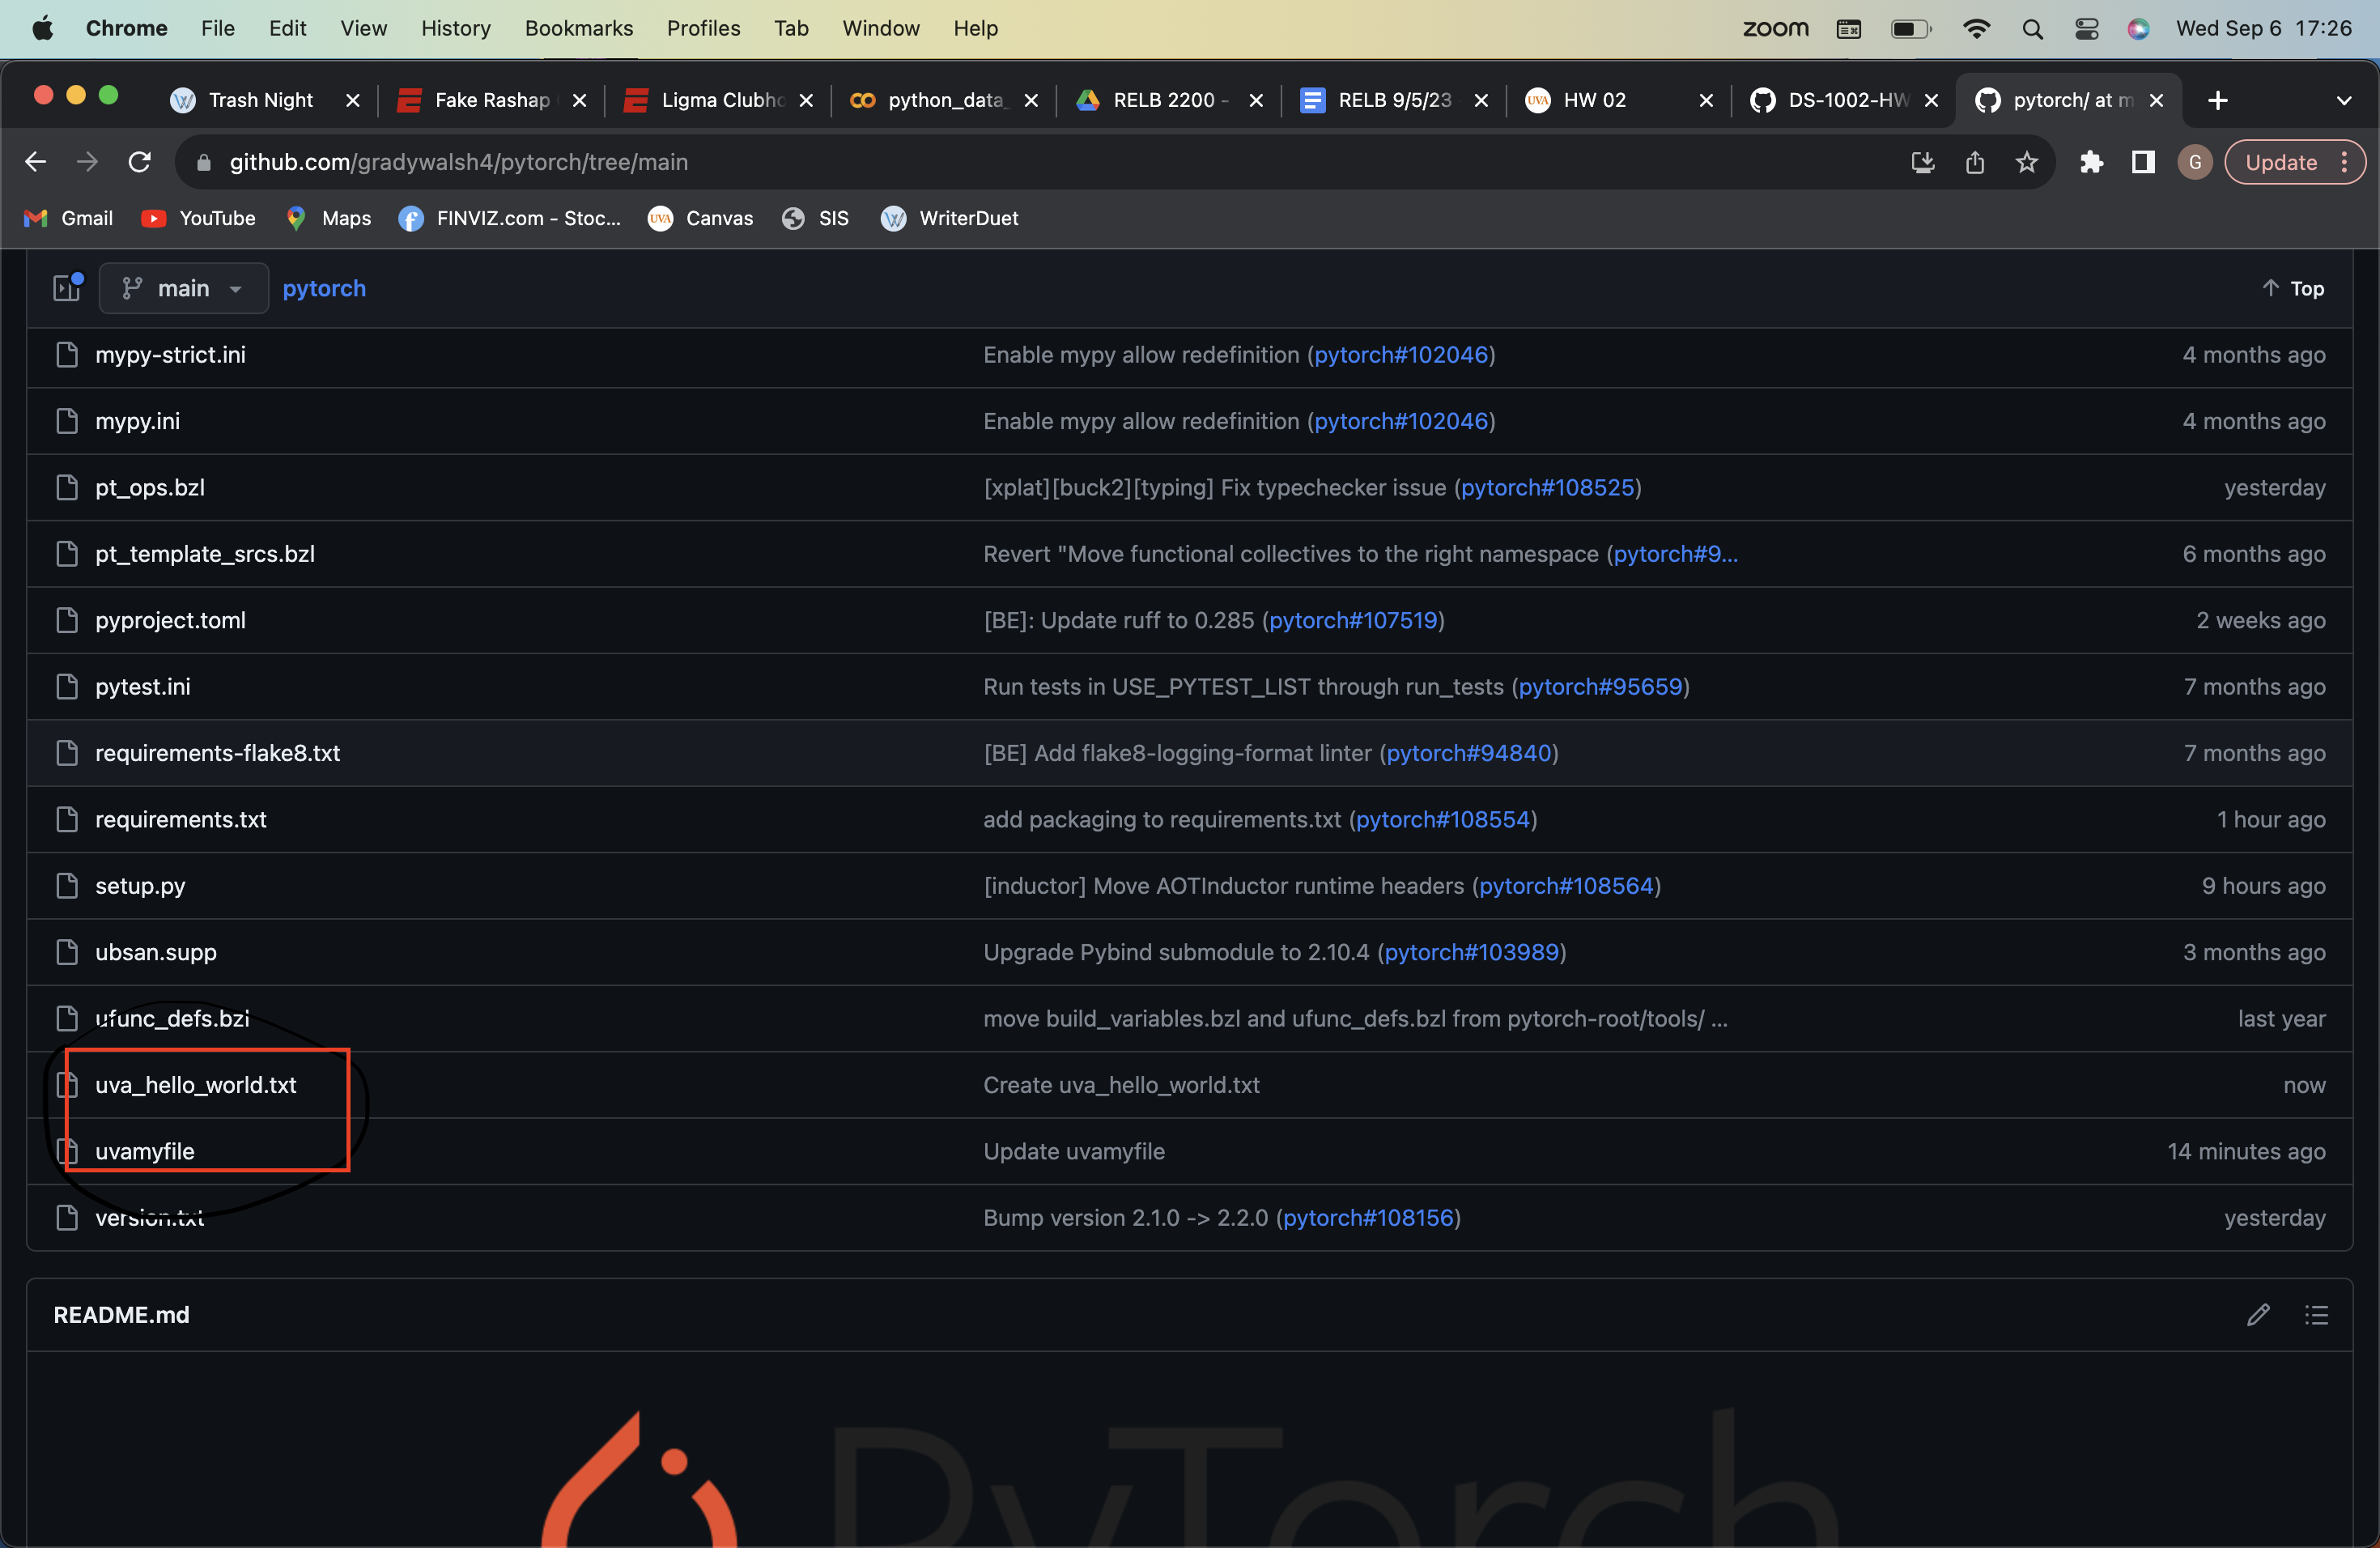 Chrome File Edit View History Bookmarks Profiles Tab Window Help zoom Wed Sep 6 17:26
Trash Night Fake Rashap Ligma Clubho python_data_ RELB 2200 - RELB 9/5/23 HW 02 DS-1002-HW pytorch/ at m
github.com/gradywalsh4/pytorch/tree/main G Update
Gmail YouTube Maps FINVIZ.com - Stoc... UVA Canvas SIS WriterDuet
main pytorch Top
mypy-strict.ini Enable mypy allow redefinition (pytorch#102046) 4 months ago
mypy.ini Enable mypy allow redefinition (pytorch#102046) 4 months ago
pt_ops.bzl [xplat][buck2][typing] Fix typechecker issue (pytorch#108525) yesterday
pt_template_srcs.bzl Revert "Move functional collectives to the right namespace (pytorch#9... 6 months ago
pyproject.toml [BE]: Update ruff to 0.285 (pytorch#107519) 2 weeks ago
pytest.ini Run tests in USE_PYTEST_LIST through run_tests (pytorch#95659) 7 months ago
requirements-flake8.txt [BE] Add flake8-logging-format linter (pytorch#94840) 7 months ago
requirements.txt add packaging to requirements.txt (pytorch#108554) 1 hour ago
setup.py [inductor] Move AOTInductor runtime headers (pytorch#108564) 9 hours ago
ubsan.supp Upgrade Pybind submodule to 2.10.4 (pytorch#103989) 3 months ago
ufunc_defs.bzl move build_variables.bzl and ufunc_defs.bzl from pytorch-root/tools/ ... last year
uva_hello_world.txt Create uva_hello_world.txt now
uvamyfile Update uvamyfile 14 minutes ago
version.txt Bump version 2.1.0 -> 2.2.0 (pytorch#108156) yesterday
README.md
PyTorch